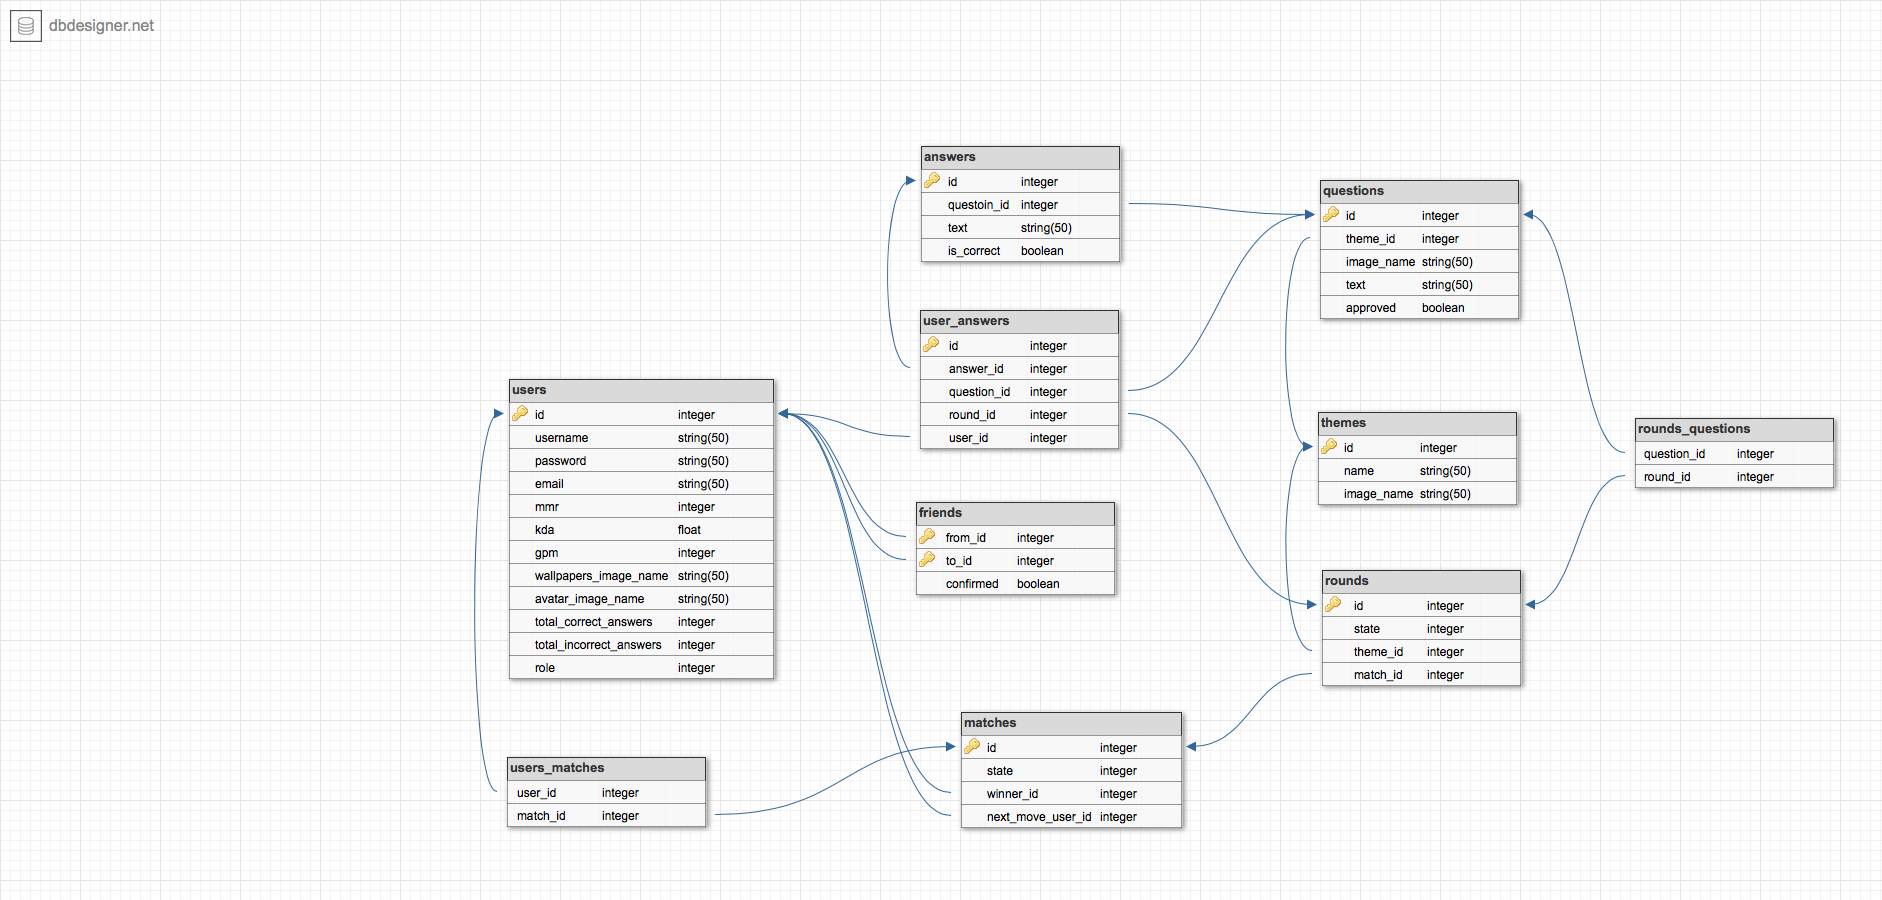 dbdesigner.net
answers
id integer
questoin_id integer
text string(50)
is_correct boolean
questions
id integer
theme_id integer
image_name string(50)
text string(50)
approved boolean
user_answers
id integer
answer_id integer
question_id integer
round_id integer
user_id integer
users
id integer
username string(50)
password string(50)
email string(50)
mmr integer
kda float
gpm integer
wallpapers_image_name string(50)
avatar_image_name string(50)
total_correct_answers integer
total_incorrect_answers integer
role integer
themes
id integer
name string(50)
image_name string(50)
rounds_questions
question_id integer
round_id integer
friends
from_id integer
to_id integer
confirmed boolean
rounds
id integer
state integer
theme_id integer
match_id integer
matches
id integer
state integer
winner_id integer
next_move_user_id integer
users_matches
user_id integer
match_id integer